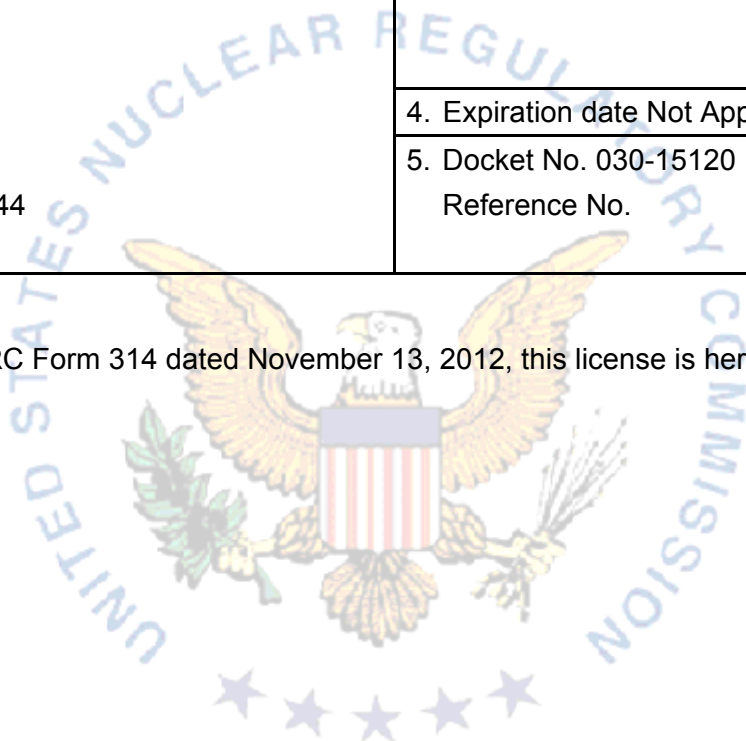 4. Expiration date Not App
5. Docket No. 030-15120
44
Reference No.
RC Form 314 dated November 13, 2012, this license is her
UNITED STATES NUCLEAR REGULATORY COMMISSION